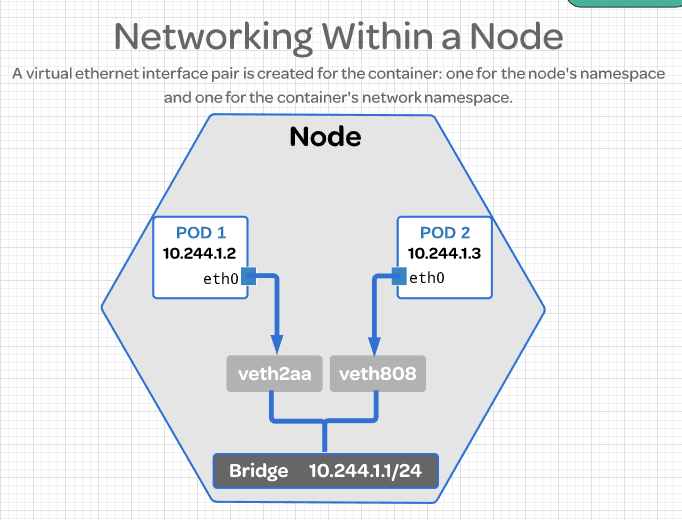 Networking Within a Node
A virtual ethernet interface pair is created for the container: one for the node's namespace
and one for the container's network namespace.
Node
POD 1
10.244.1.2
eth0
POD 2
10.244.1.3
eth0
veth2aa
veth808
Bridge 10.244.1.1/24